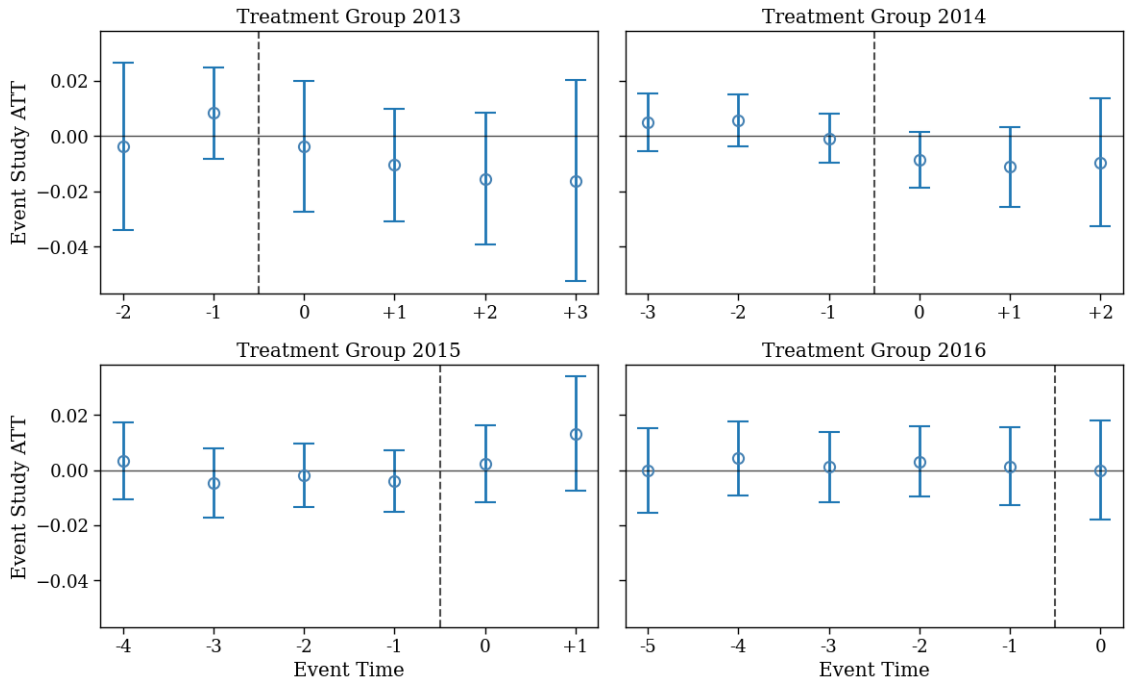 Treatment Group 2013
Treatment Group 2014
Event Study ATT
0.02
0.00
−0.02
−0.04
-2 -1 0 +1 +2 +3
-3 -2 -1 0 +1 +2
Treatment Group 2015
Treatment Group 2016
Event Study ATT
0.02
0.00
−0.02
−0.04
-4 -3 -2 -1 0 +1
-5 -4 -3 -2 -1 0
Event Time
Event Time